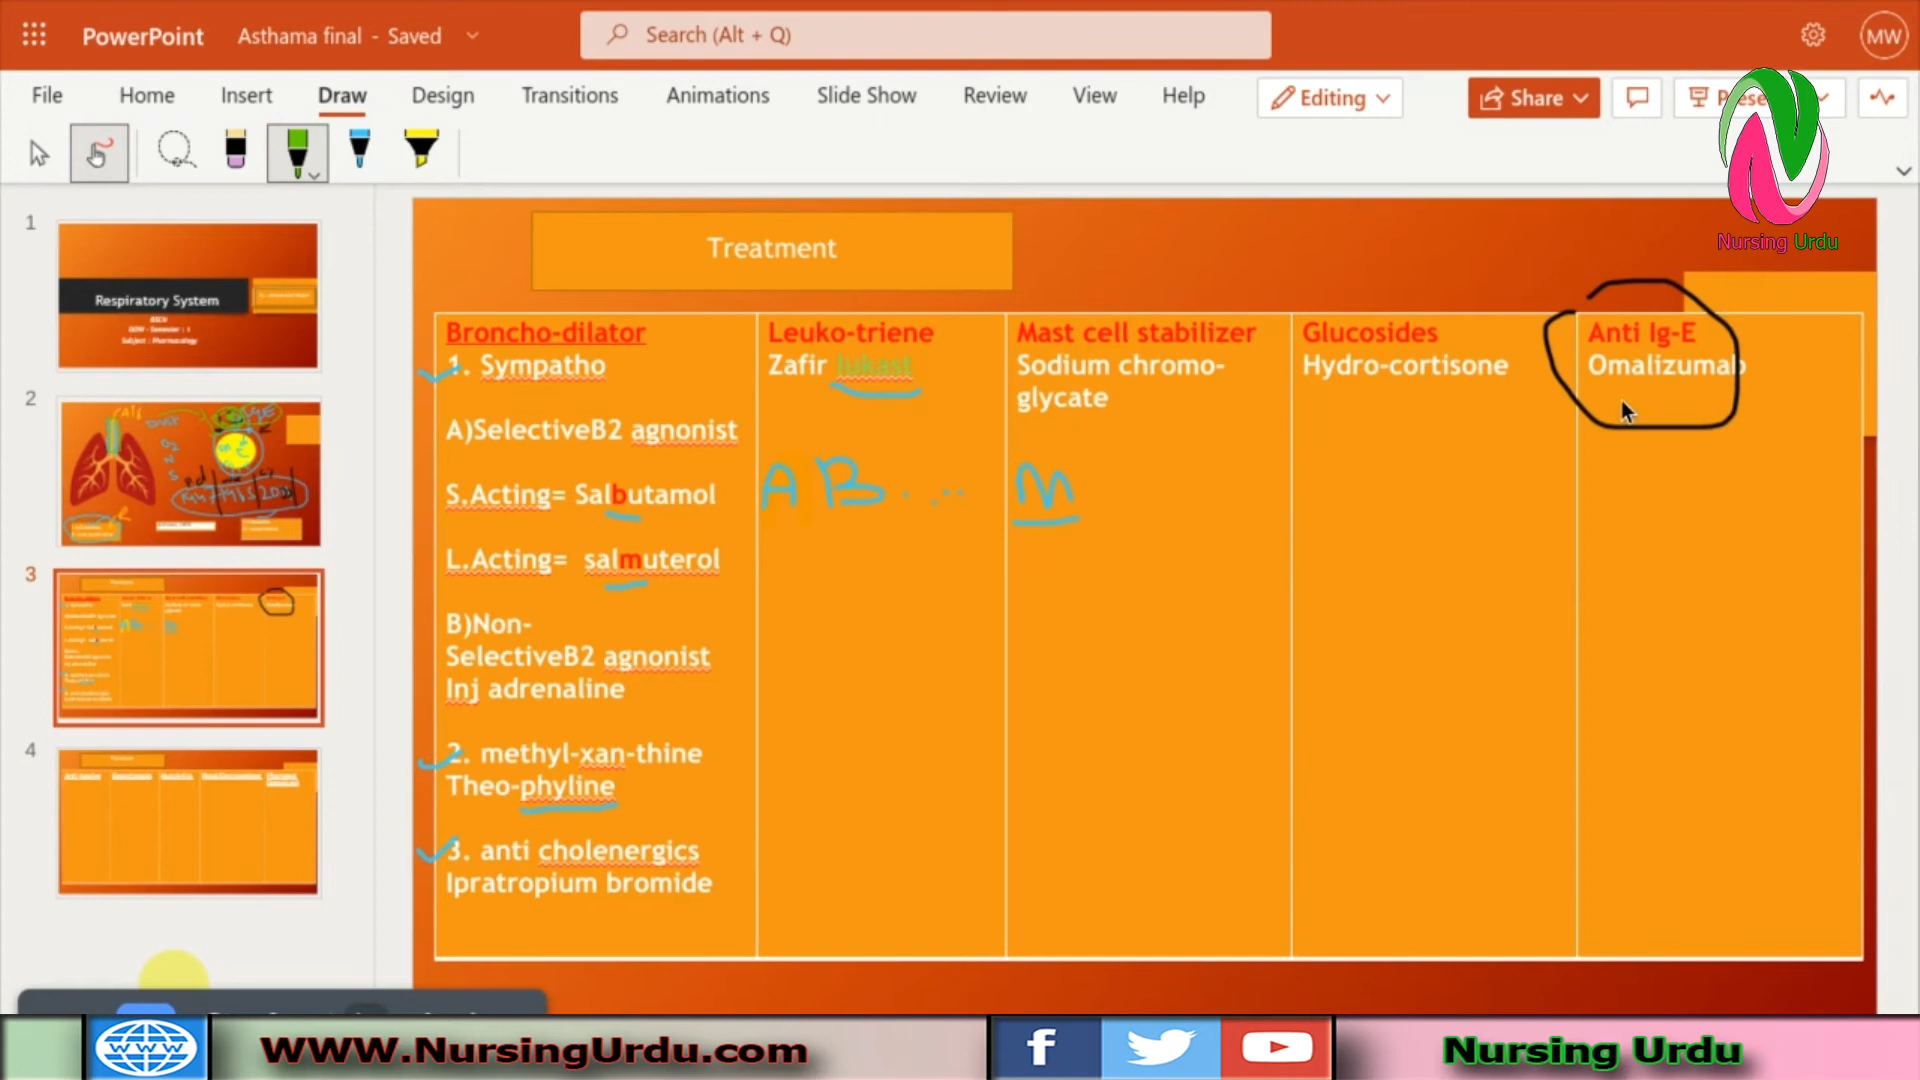 PowerPoint
Asthama final - Saved
Search (Alt + Q)
MW
File Home Insert Draw Design Transitions Animations Slide Show Review View Help
Editing
Share
Nursing Urdu
1
Respiratory System
Subject : Pharmacology
2
3
4
Treatment
Broncho-dilator
1. Sympatho
A)SelectiveB2 agnonist
S.Acting= Salbutamol
L.Acting= salmuterol
B)Non-
SelectiveB2 agnonist
Inj adrenaline
2. methyl-xan-thine
Theo-phyline
3. anti cholenergics
Ipratropium bromide
Leuko-triene
Zafir lukast
A B . . . .
Mast cell stabilizer
Sodium chromo-
glycate
M
Glucosides
Hydro-cortisone
Anti Ig-E
Omalizumab
WWW.NursingUrdu.com
Nursing Urdu